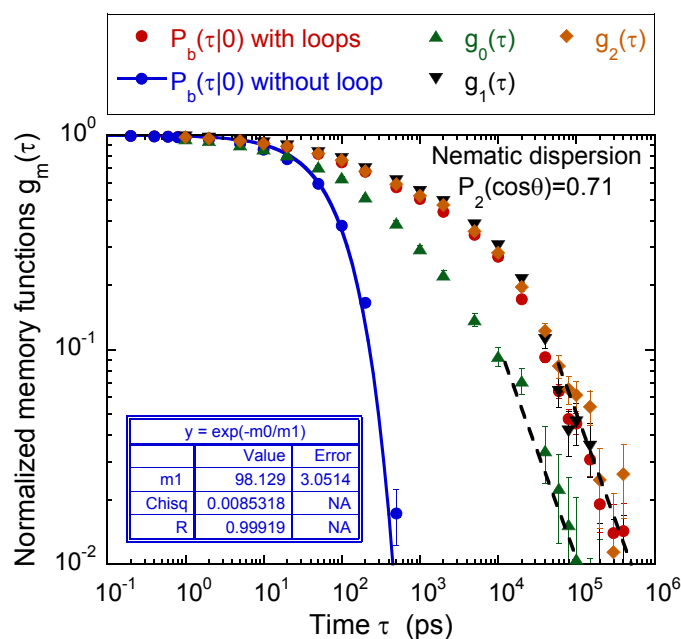 P_b(τ|0) with loops
g_0(τ)
g_2(τ)
P_b(τ|0) without loop
g_1(τ)
Normalized memory functions g_m(τ)
10^0
10^-1
10^-2
Nematic dispersion
P_2(cosθ)=0.71
y = exp(-m0/m1)
Value Error
m1 98.129 3.0514
Chisq 0.0085318 NA
R 0.99919 NA
10^-1 10^0 10^1 10^2 10^3 10^4 10^5 10^6
Time τ (ps)